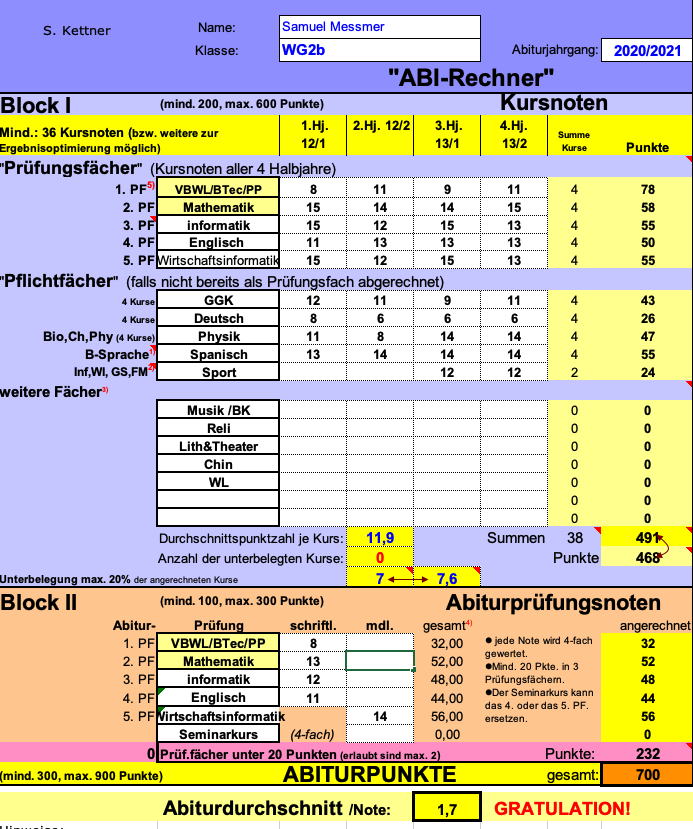 S. Kettner Name: Samuel Messmer
Klasse: WG2b Abiturjahrgang: 2020/2021
"ABI-Rechner"
Block I (mind. 200, max. 600 Punkte) Kursnoten
Mind.: 36 Kursnoten (bzw. weitere zur Ergebnisoptimierung möglich) 1.Hj. 12/1 2.Hj. 12/2 3.Hj. 13/1 4.Hj. 13/2 Summe Kurse Punkte
"Prüfungsfächer" (Kursnoten aller 4 Halbjahre)
1. PF5) VBWL/BTec/PP 8 11 9 11 4 78
2. PF Mathematik 15 14 14 15 4 58
3. PF informatik 15 12 15 13 4 55
4. PF Englisch 11 13 13 13 4 50
5. PF Wirtschaftsinformatik 15 12 15 13 4 55
"Pflichtfächer" (falls nicht bereits als Prüfungsfach abgerechnet)
4 Kurse GGK 12 11 9 11 4 43
4 Kurse Deutsch 8 6 6 6 4 26
Bio,Ch,Phy (4 Kurse) Physik 11 8 14 14 4 47
B-Sprache1) Spanisch 13 14 14 14 4 55
Inf,WI, GS,FM2) Sport 12 12 2 24
weitere Fächer3)
Musik /BK 0 0
Reli 0 0
Lith&Theater 0 0
Chin 0 0
WL 0 0
0 0
0 0
Durchschnittspunktzahl je Kurs: 11,9 Summen 38 491
Anzahl der unterbelegten Kurse: 0 Punkte 468
Unterbelegung max. 20% der angerechneten Kurse 7 7,6
Block II (mind. 100, max. 300 Punkte) Abiturprüfungsnoten
Abitur- Prüfung schriftl. mdl. gesamt4) angerechnet
1. PF VBWL/BTec/PP 8 32,00 32
2. PF Mathematik 13 52,00 52
3. PF informatik 12 48,00 48
4. PF Englisch 11 44,00 44
5. PF Wirtschaftsinformatik 14 56,00 56
Seminarkurs (4-fach) 0,00 0
●jede Note wird 4-fach
gewertet.
●Mind. 20 Pkte. in 3
Prüfungsfächern.
●Der Seminarkurs kann
das 4. oder das 5. PF.
ersetzen.
0 Prüf.fächer unter 20 Punkten (erlaubt sind max. 2) Punkte: 232
(mind. 300, max. 900 Punkte) ABITURPUNKTE gesamt: 700
Abiturdurchschnitt /Note: 1,7 GRATULATION!